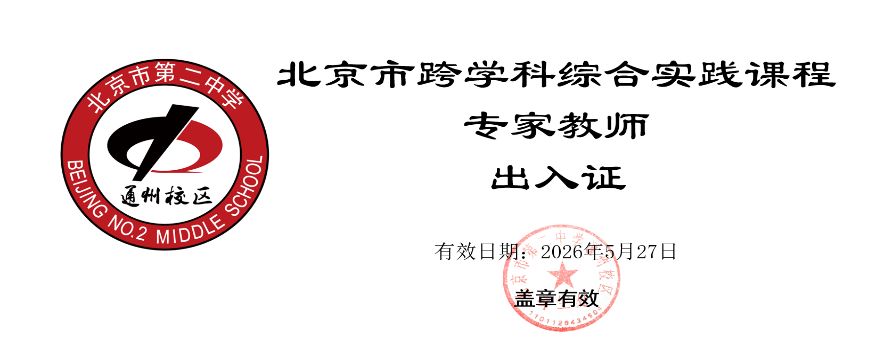 北京市第二中学
通州校区
BEIJING NO.2 MIDDLE SCHOOL
北京市跨学科综合实践课程
专家教师
出入证
有效日期：2026年5月27日
盖章有效